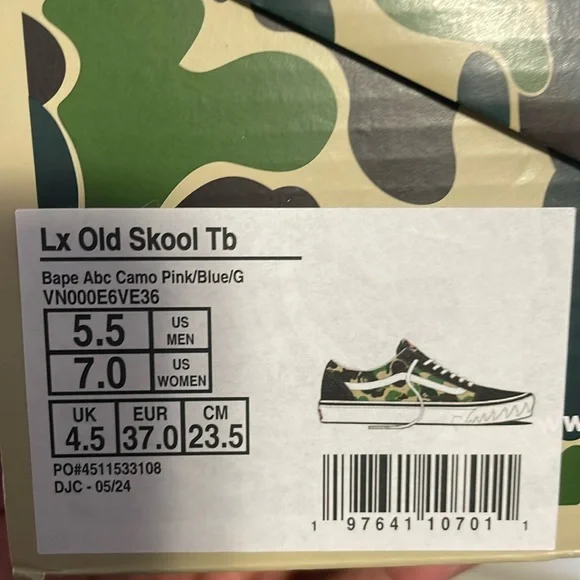 Lx Old Skool Tb
Bape Abc Camo Pink/Blue/G
VN000E6VE36
5.5 US MEN
7.0 US WOMEN
UK EUR CM
4.5 37.0 23.5
PO#4511533108
DJC - 05/24
1 97641 10701 1